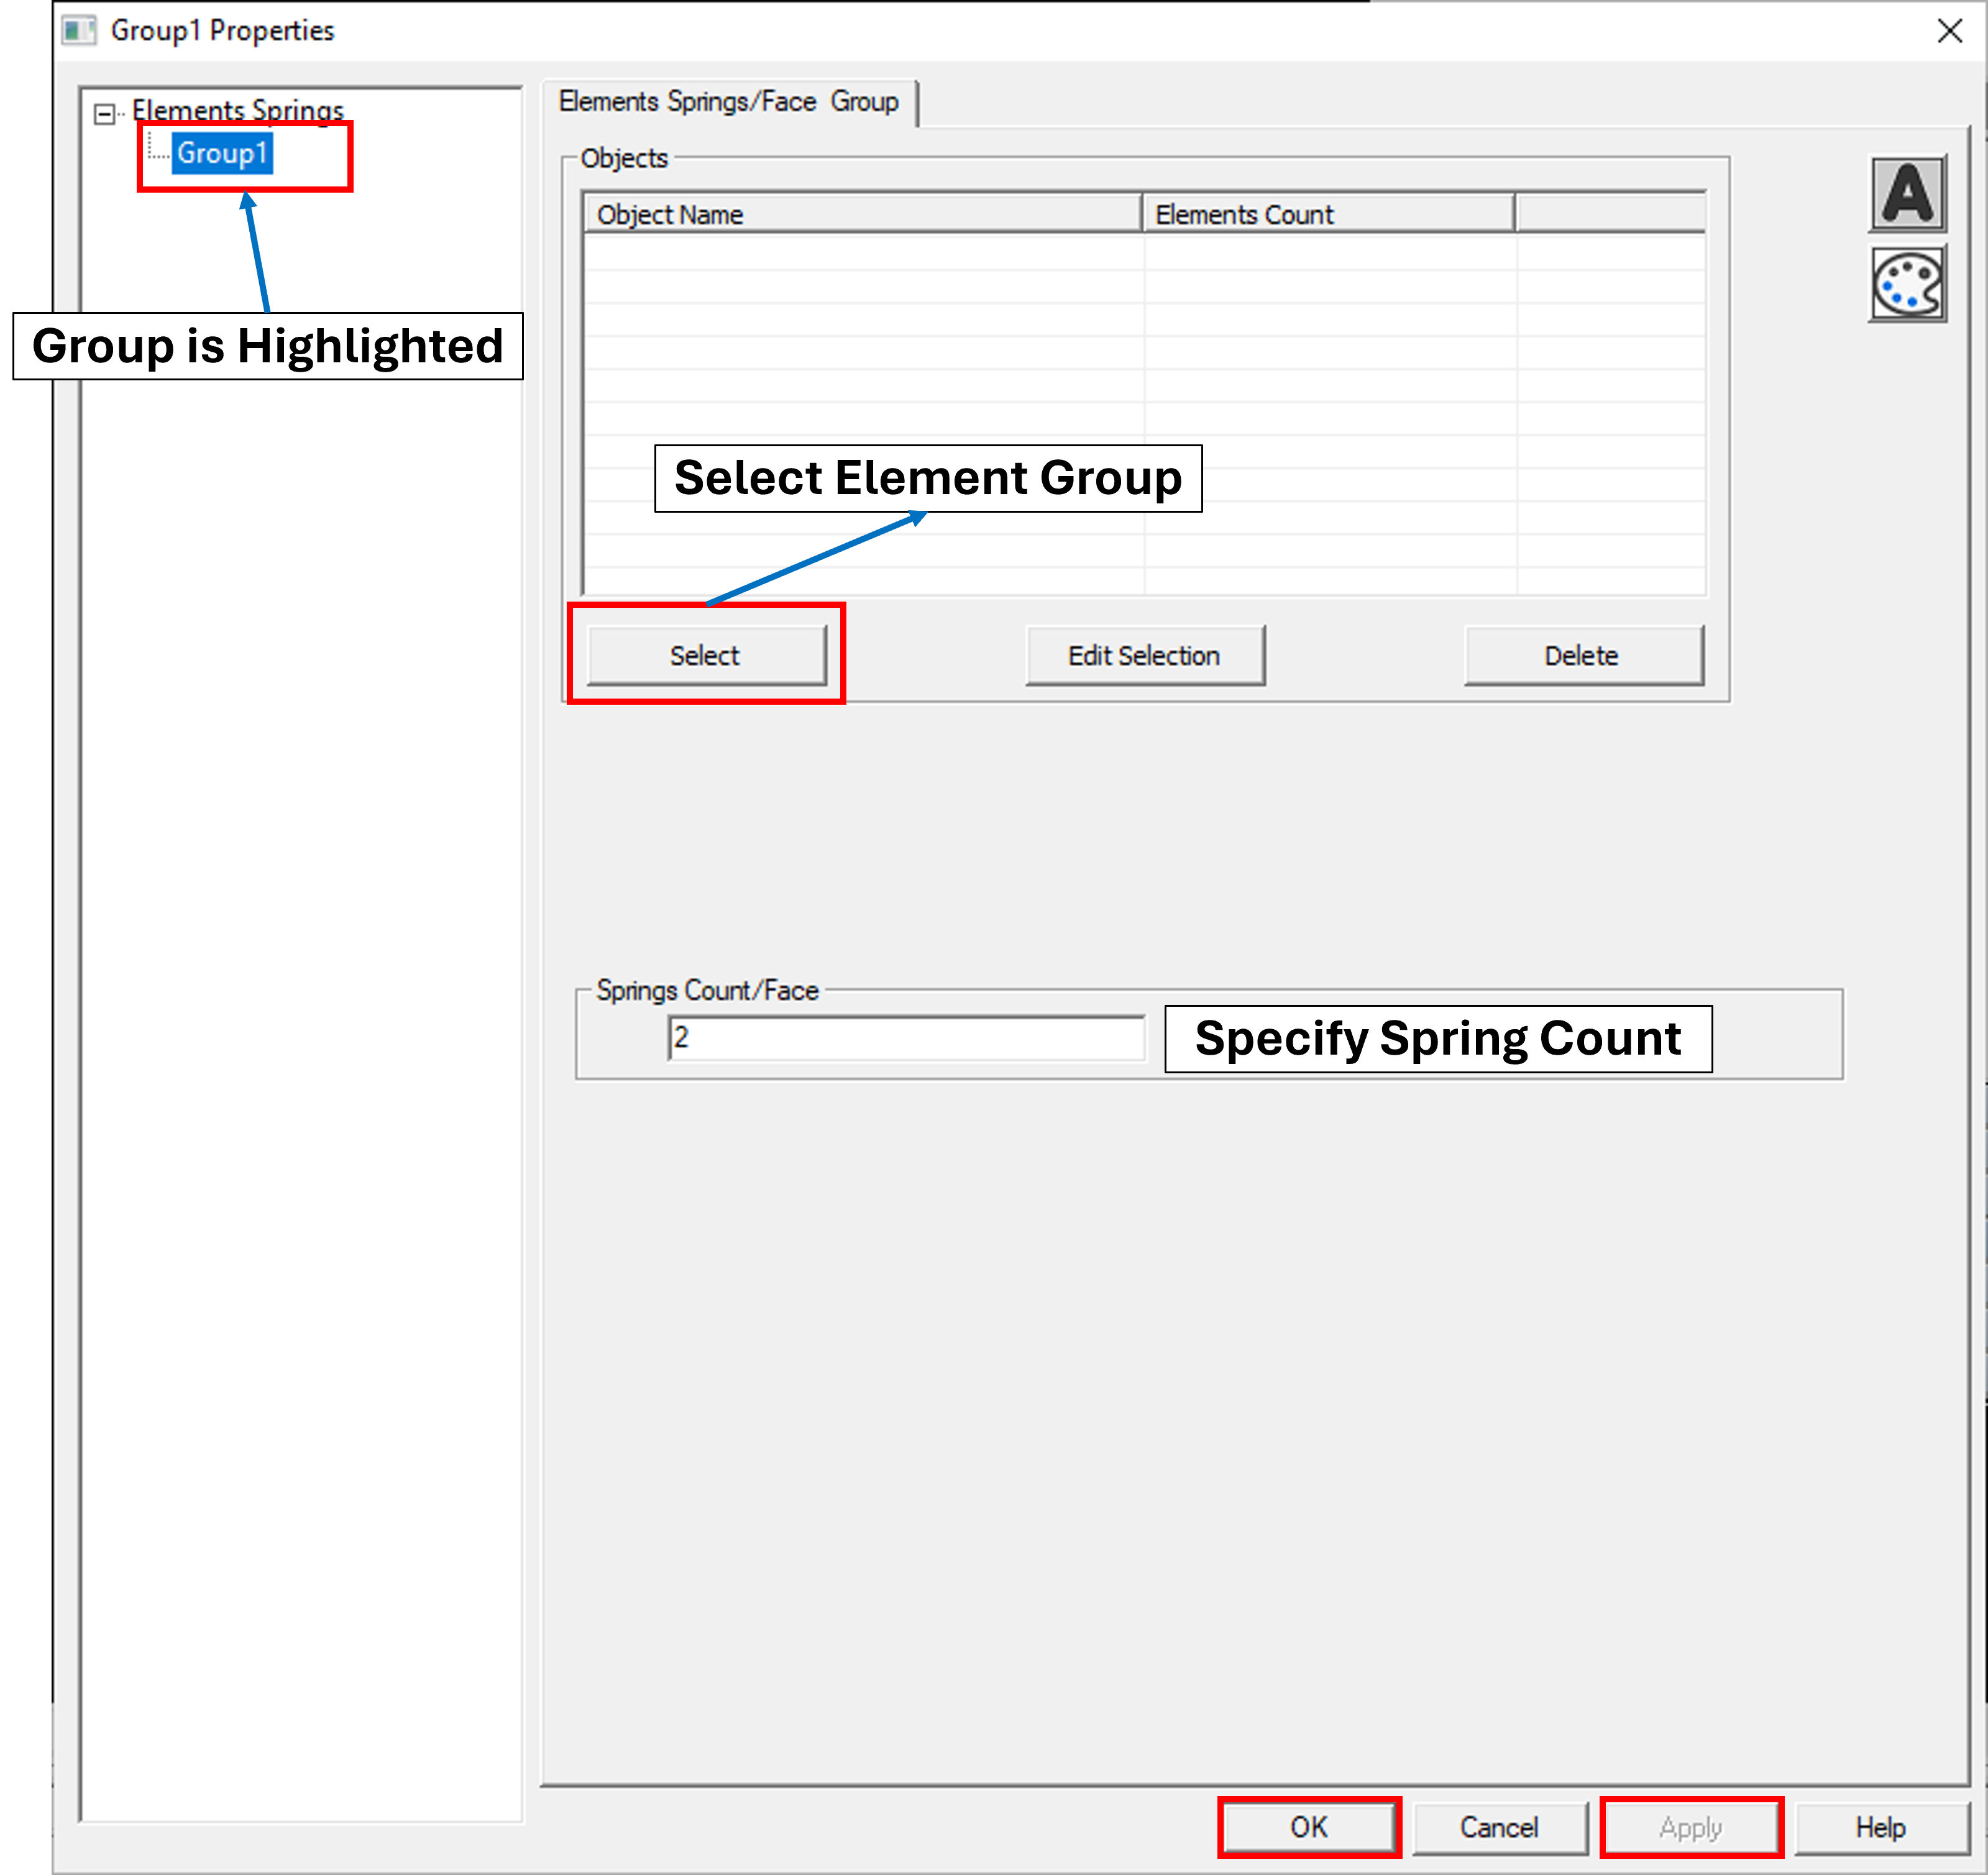 Group1 Properties
Elements Springs
Group1
Group is Highlighted
Elements Springs/Face Group
Objects
Object Name
Elements Count
A
Select Element Group
Select
Edit Selection
Delete
Springs Count/Face
2
Specify Spring Count
OK
Cancel
Apply
Help